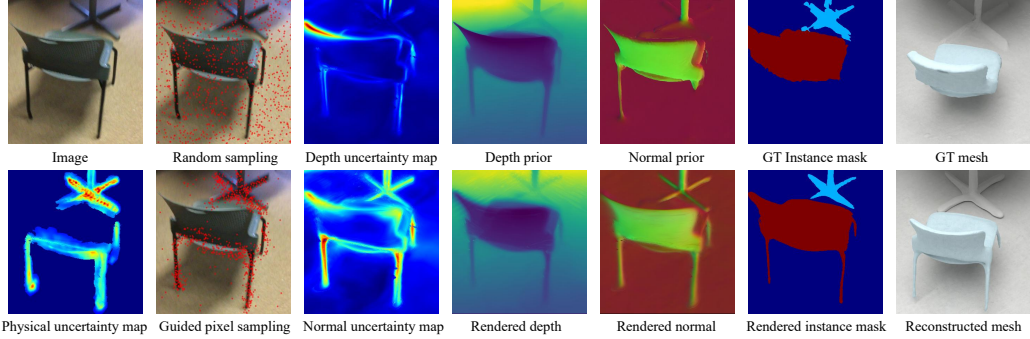 Image
Random sampling
Depth uncertainty map
Depth prior
Normal prior
GT Instance mask
GT mesh
Physical uncertainty map
Guided pixel sampling
Normal uncertainty map
Rendered depth
Rendered normal
Rendered instance mask
Reconstructed mesh